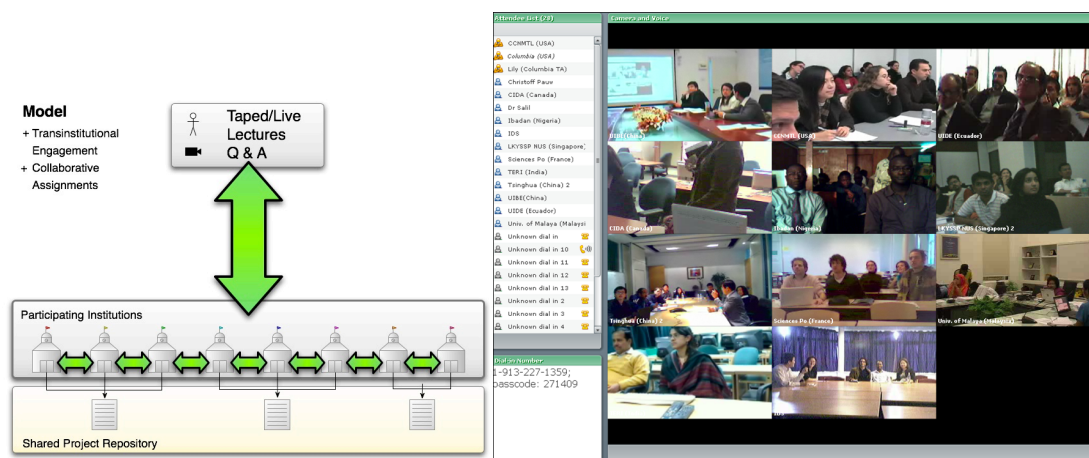 Model
+ Transinstitutional
Engagement
+ Collaborative
Assignments
Taped/Live
Lectures
Q & A
Participating Institutions
Shared Project Repository
Attendee List (23)
CCNMTL (USA)
Columbia (USA)
Lily (Columbia TA)
Christoff Pauw
CIDA (Canada)
Dr Salil
Ibadan (Nigeria)
IDS
LKYSSP NUS (Singapore)
Sciences Po (France)
TERI (India)
Tsinghua (China) 2
UIBE(China)
UIDE (Ecuador)
Univ. of Malaya (Malaysi
Unknown dial in
Unknown dial in 10
Unknown dial in 11
Unknown dial in 12
Unknown dial in 13
Unknown dial in 2
Unknown dial in 3
Unknown dial in 4
Dial-in Number
1-913-227-1359;
passcode: 271409
Camera and Voice
CCNMTL (USA)
UIDE (Ecuador)
CIDA (Canada)
Ibadan (Nigeria)
LKYSSP NUS (Singapore) 2
Tsinghua (China) 2
Sciences Po (France)
Univ. of Malaya (Malaysia)
IDS